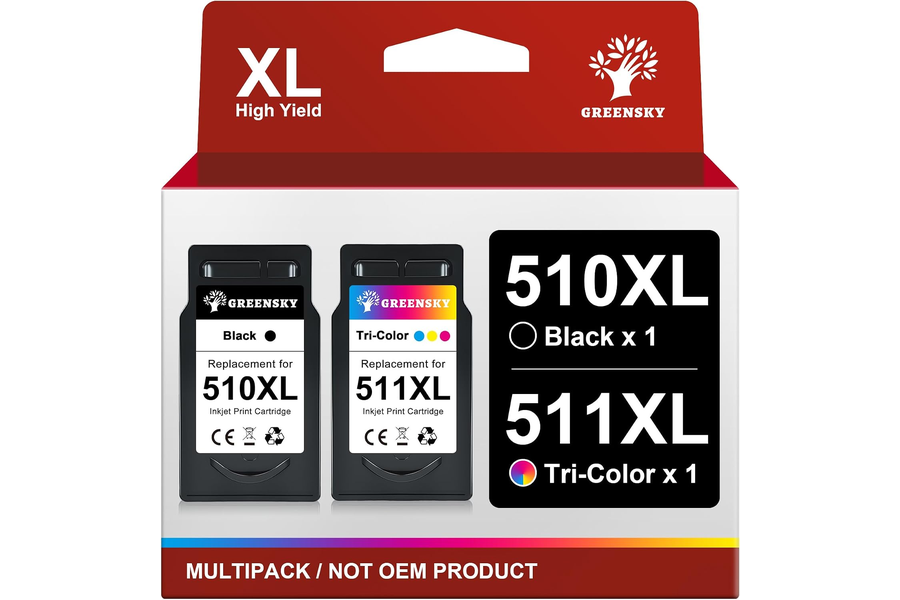 XL
High Yield
GREENSKY
GREENSKY
Black
Replacement for
510XL
Inkjet Print Cartridge
CE
GREENSKY
Tri-Color
Replacement for
511XL
Inkjet Print Cartridge
CE
510XL
Black x 1
511XL
Tri-Color x 1
MULTIPACK / NOT OEM PRODUCT